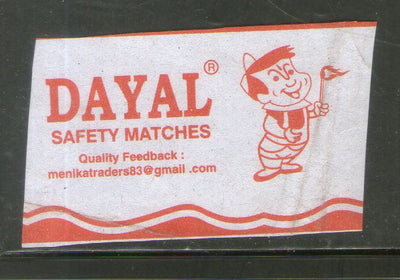 DAYAL®
SAFETY MATCHES
Quality Feedback :
menikatraders83@gmail .com